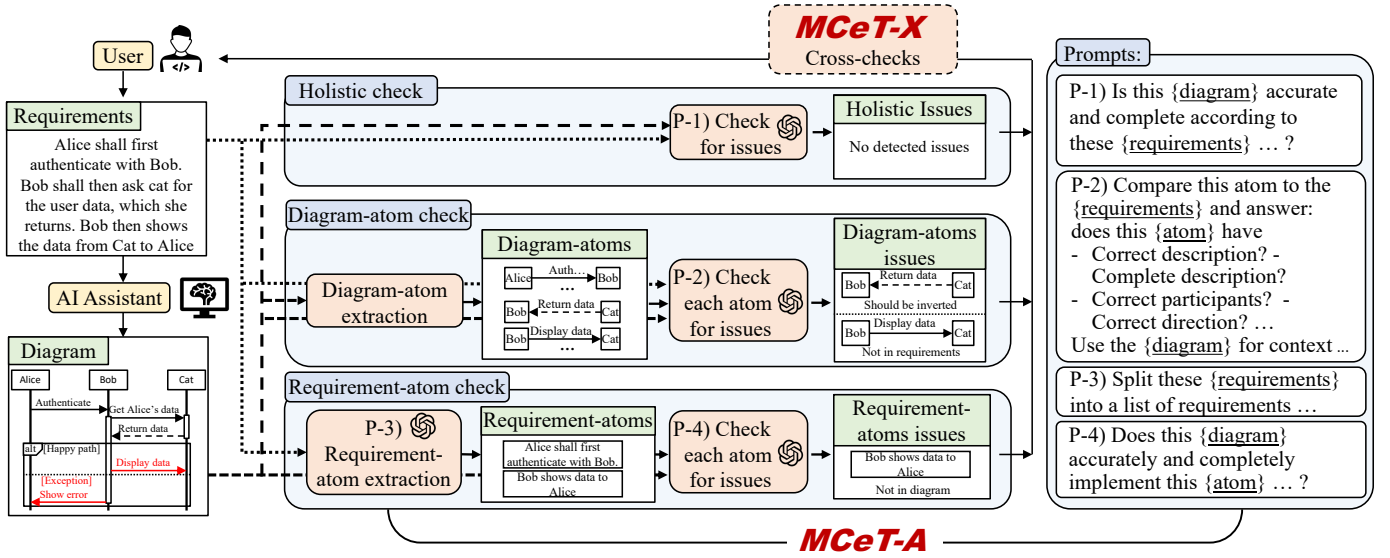 MCeT-X
Cross-checks
User
Requirements
Alice shall first
authenticate with Bob.
Bob shall then ask cat for
the user data, which she
returns. Bob then shows
the data from Cat to Alice
AI Assistant
Diagram
Alice
Bob
Cat
Authenticate
Get Alice's data
Return data
alt
[Happy path]
Display data
[Exception]
Show error
Holistic check
P-1) Check
for issues
Holistic Issues
No detected issues
Diagram-atom check
Diagram-atom
extraction
Diagram-atoms
Alice
Auth…
Bob
...
Bob
Return data
Cat
Bob
Display data
Cat
...
P-2) Check
each atom
for issues
Diagram-atoms
issues
Bob
Return data
Cat
Should be inverted
Bob
Display data
Cat
Not in requirements
Requirement-atom check
P-3)
Requirement-
atom extraction
Requirement-atoms
Alice shall first
authenticate with Bob.
Bob shows data to
Alice
P-4) Check
each atom
for issues
Requirement-
atoms issues
Bob shows data to
Alice
Not in diagram
MCeT-A
Prompts:
P-1) Is this {diagram} accurate
and complete according to
these {requirements} … ?
P-2) Compare this atom to the
{requirements} and answer:
does this {atom} have
- Correct description? -
Complete description?
- Correct participants? -
Correct direction? …
Use the {diagram} for context ...
P-3) Split these {requirements}
into a list of requirements …
P-4) Does this {diagram}
accurately and completely
implement this {atom} … ?